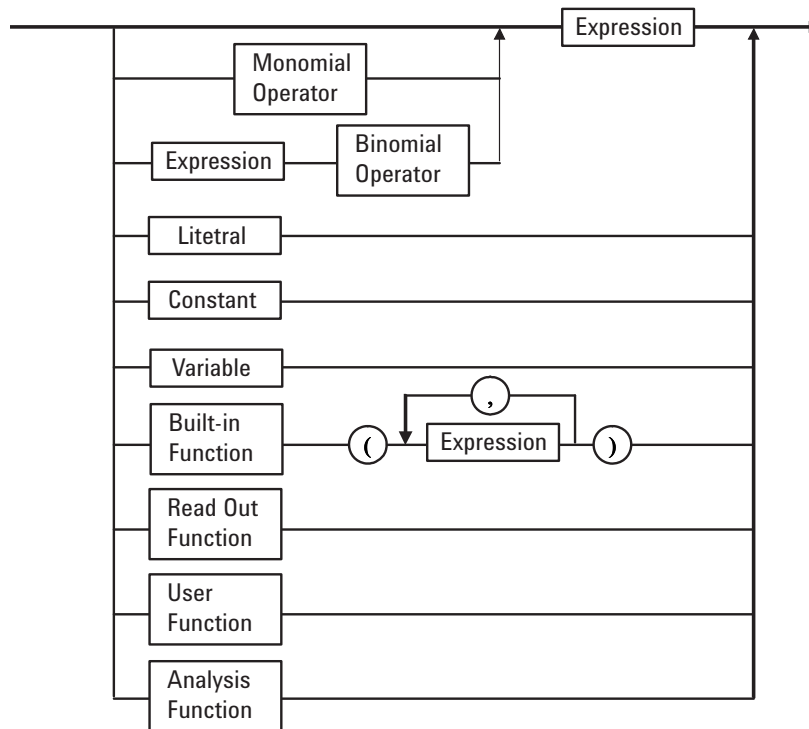 Expression
Monomial
Operator
Expression
Binomial
Operator
Litetral
Constant
Variable
,
Built-in
Function
(
Expression
)
Read Out
Function
User
Function
Analysis
Function